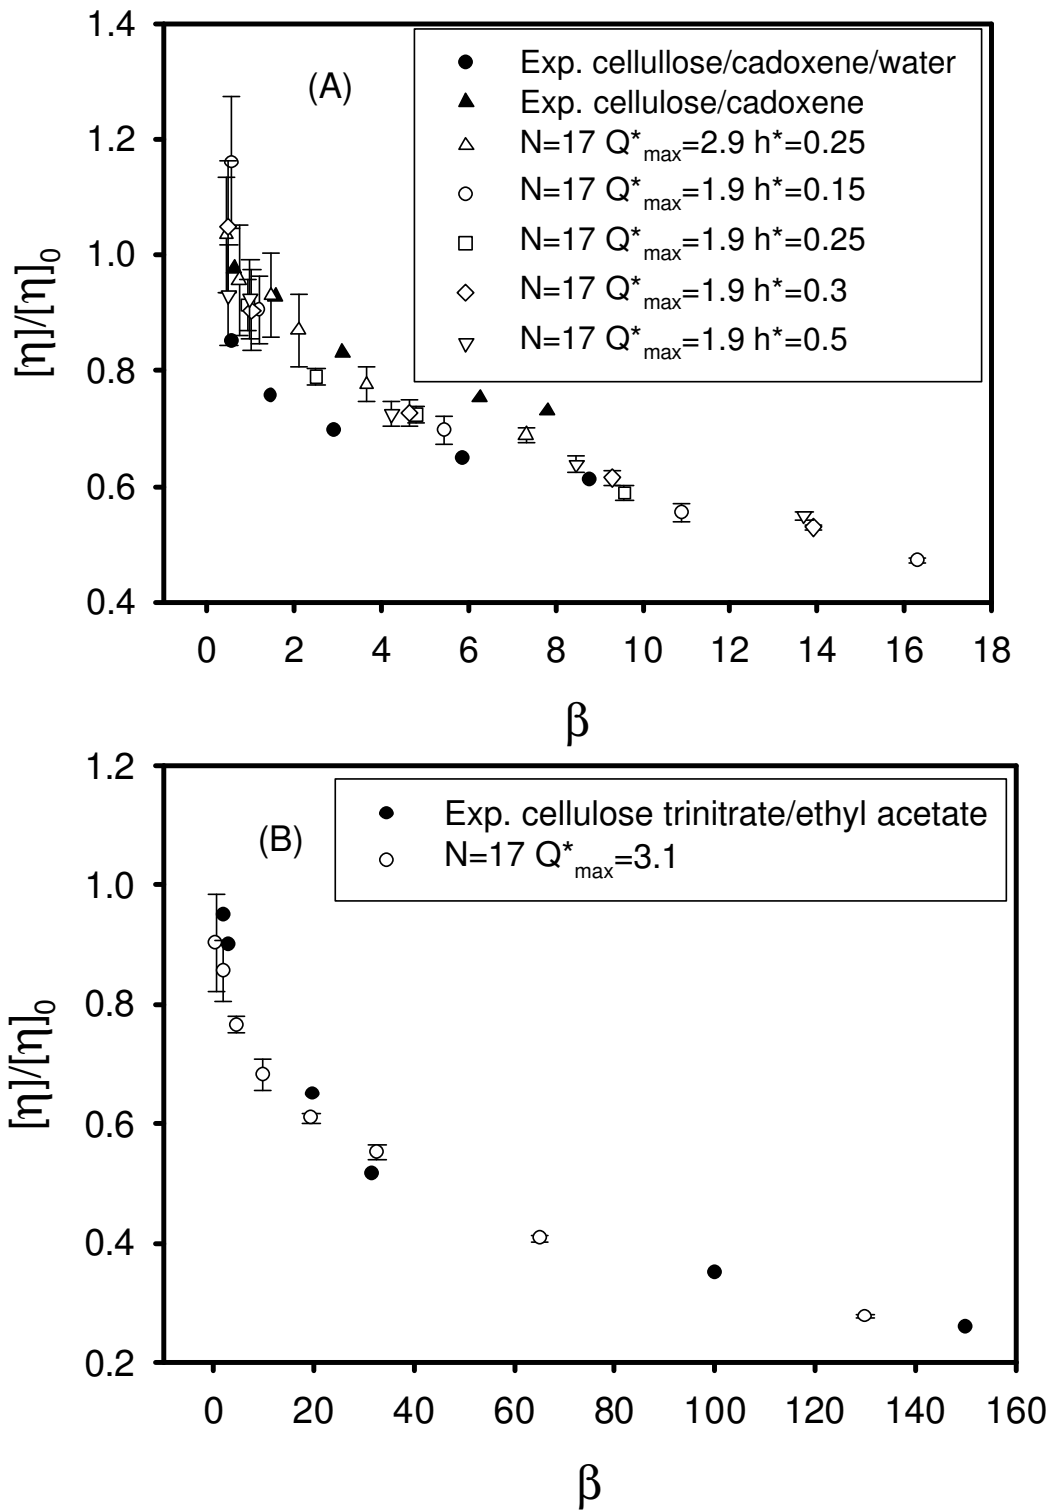 1.4
(A)
Exp. cellullose/cadoxene/water
Exp. cellulose/cadoxene
N=17 Q*max=2.9 h*=0.25
N=17 Q*max=1.9 h*=0.15
N=17 Q*max=1.9 h*=0.25
N=17 Q*max=1.9 h*=0.3
N=17 Q*max=1.9 h*=0.5
1.2
1.0
0.8
0.6
0.4
[η]/[η]0
0 2 4 6 8 10 12 14 16 18
β
1.2
(B)
Exp. cellulose trinitrate/ethyl acetate
N=17 Q*max=3.1
1.0
0.8
0.6
0.4
0.2
[η]/[η]0
0 20 40 60 80 100 120 140 160
β